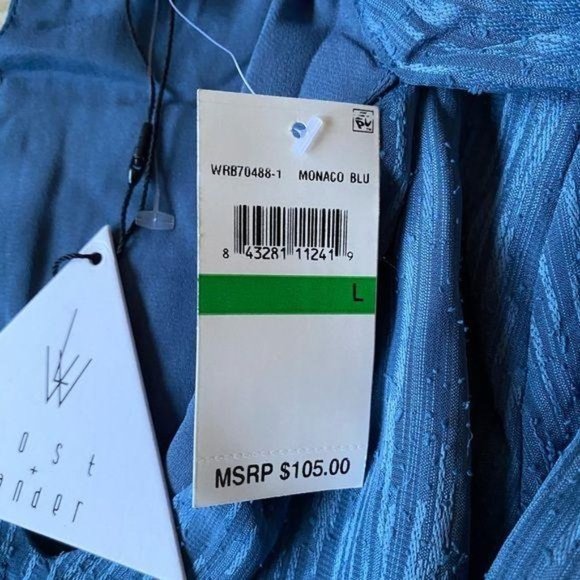 WRB70488-1 MONACO BLU
8 43281 11241 9
L
MSRP $105.00
ost
+
ander